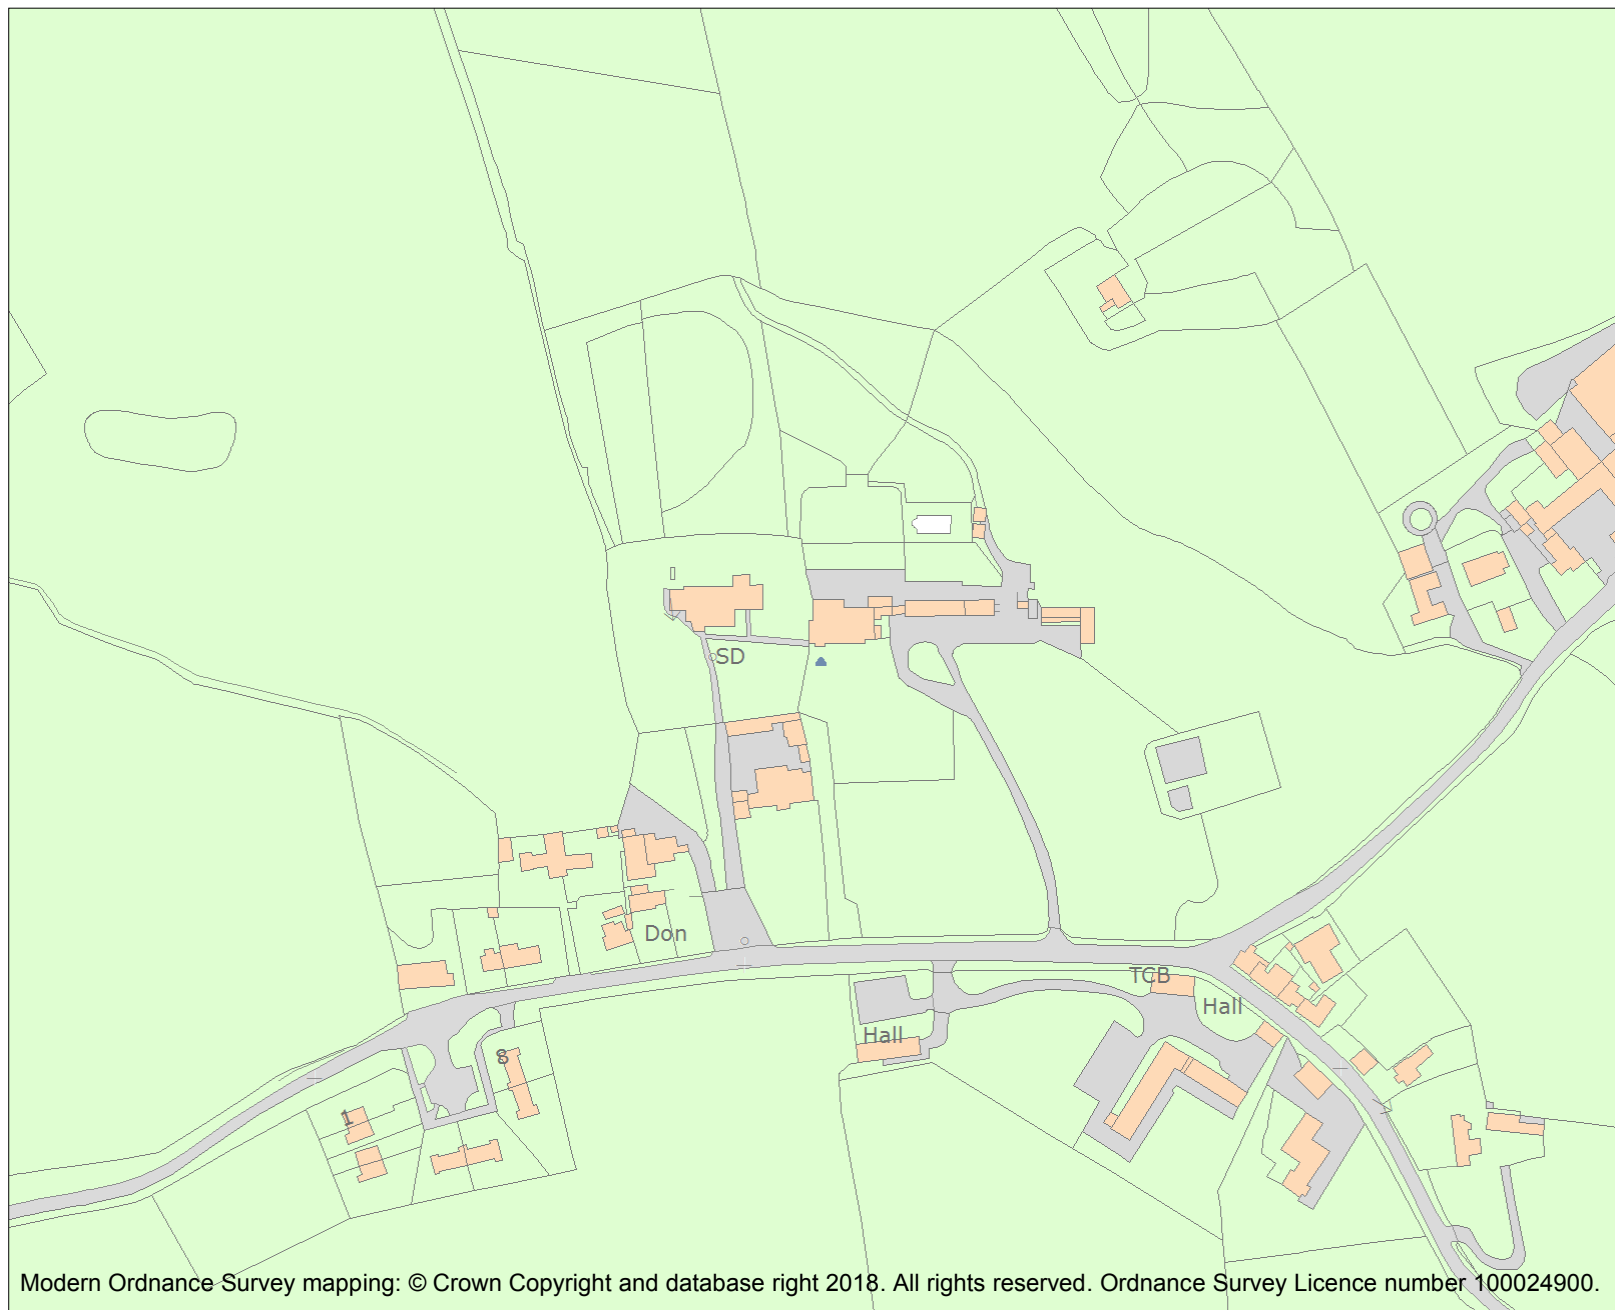 SD
Don
TCB
Hall
Hall
8
1
Modern Ordnance Survey mapping: © Crown Copyright and database right 2018. All rights reserved. Ordnance Survey Licence number 100024900.